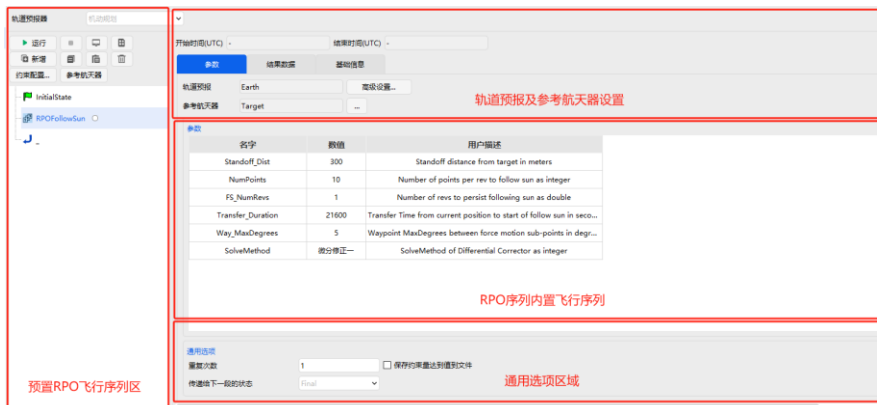 轨道预报器 机动规划
运行
新增
约束配置... 参考航天器
InitialState
RPOFollowSun
-
预置RPO飞行序列区
开始时间(UTC) - 结束时间(UTC) -
参数 结果数据 基础信息
轨道预报 Earth 高级设置...
参考航天器 Target ...
轨道预报及参考航天器设置
参数
名字 数值 用户描述
Standoff_Dist 300 Standoff distance from target in meters
NumPoints 10 Number of points per rev to follow sun as integer
FS_NumRevs 1 Number of revs to persist following sun as double
Transfer_Duration 21600 Transfer Time from current position to start of follow sun in seco...
Way_MaxDegrees 5 Waypoint MaxDegrees between force motion sub-points in degr...
SolveMethod 微分修正一 SolveMethod of Differential Corrector as integer
RPO序列内置飞行序列
通用选项
重复次数 1 保存约束量达到值到文件
传递给下一段的状态 Final
通用选项区域